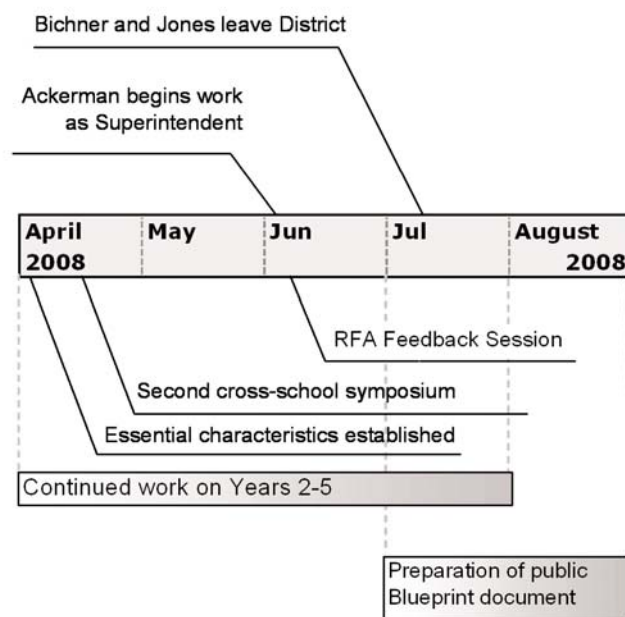 Bichner and Jones leave District
Ackerman begins work
as Superintendent
April
2008
May
Jun
Jul
August
2008
RFA Feedback Session
Second cross-school symposium
Essential characteristics established
Continued work on Years 2-5
Preparation of public
Blueprint document